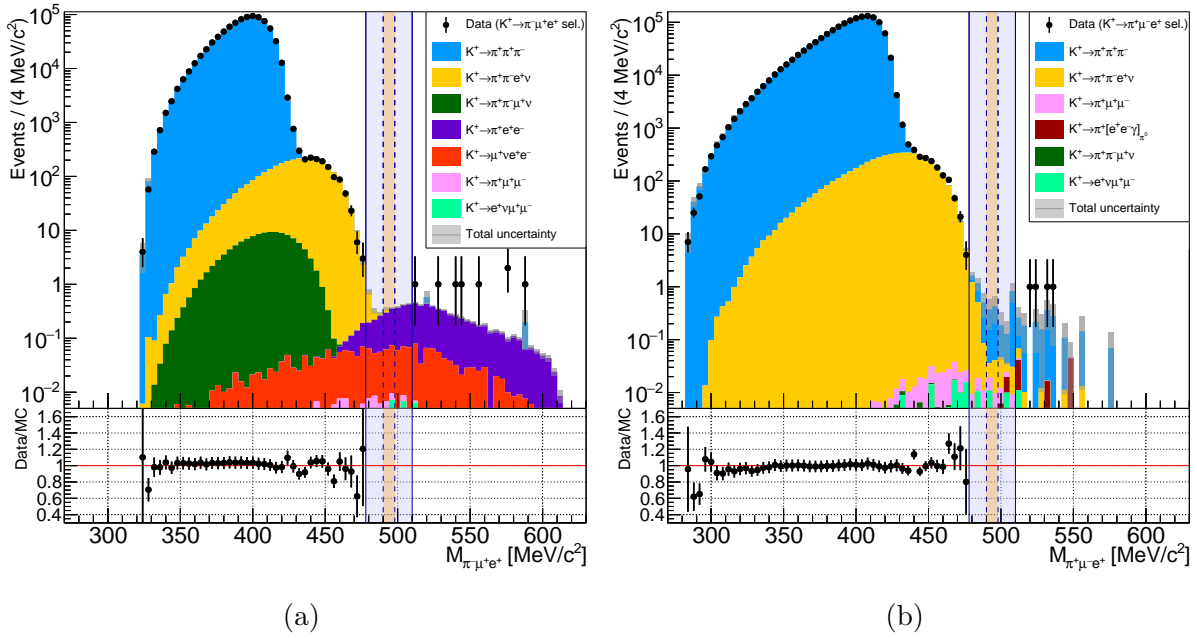 Events / (4 MeV/c²)
10⁵
10⁴
10³
10²
10
1
10⁻¹
10⁻²
Data (K⁺→π⁻μ⁺e⁺ sel.)
K⁺→π⁺π⁺π⁻
K⁺→π⁺π⁻e⁺ν
K⁺→π⁺π⁻μ⁺ν
K⁺→π⁺e⁺e⁻
K⁺→μ⁺νe⁺e⁻
K⁺→π⁺μ⁺μ⁻
K⁺→e⁺νμ⁺μ⁻
Total uncertainty
Data/MC
1.6
1.4
1.2
1
0.8
0.6
0.4
300 350 400 450 500 550 600
M_π⁻μ⁺e⁺ [MeV/c²]
(a)
Events / (4 MeV/c²)
10⁵
10⁴
10³
10²
10
1
10⁻¹
10⁻²
Data (K⁺→π⁺μ⁻e⁺ sel.)
K⁺→π⁺π⁺π⁻
K⁺→π⁺π⁻e⁺ν
K⁺→π⁺μ⁺μ⁻
K⁺→π⁺[e⁺e⁻γ]_π⁰
K⁺→π⁺π⁻μ⁺ν
K⁺→e⁺νμ⁺μ⁻
Total uncertainty
Data/MC
1.6
1.4
1.2
1
0.8
0.6
0.4
300 350 400 450 500 550 600
M_π⁺μ⁻e⁺ [MeV/c²]
(b)